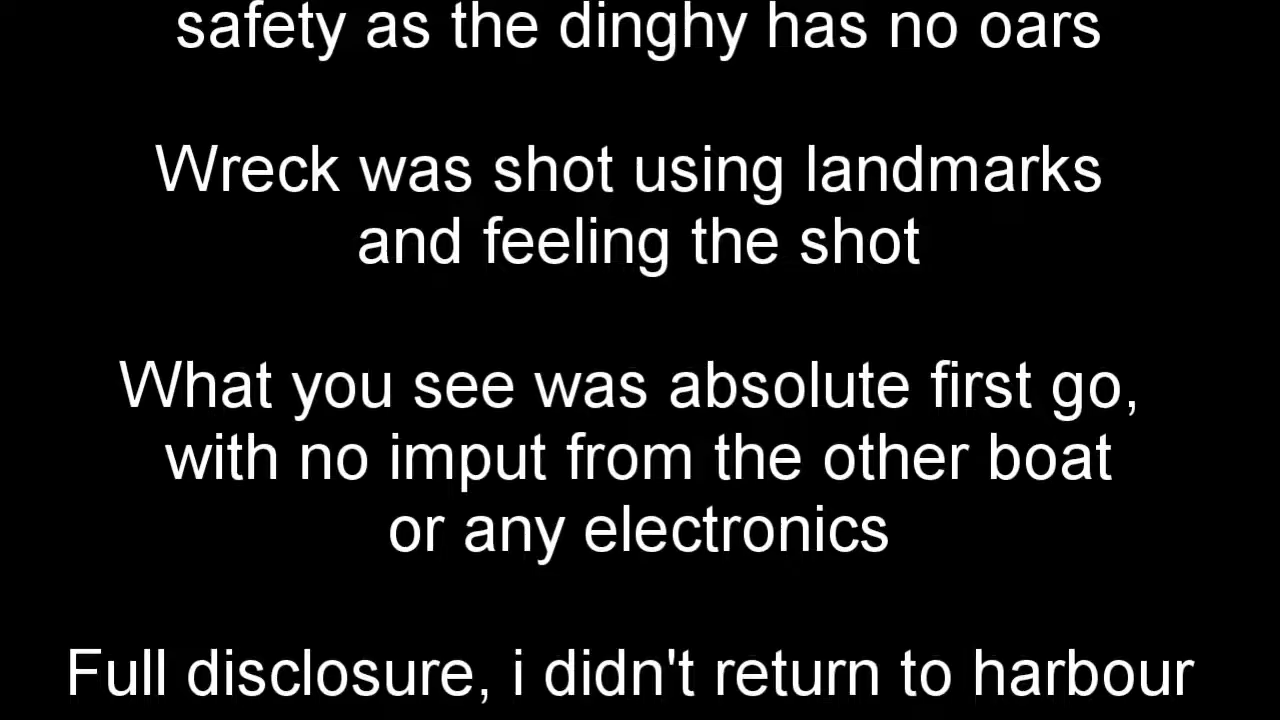 safety as the dinghy has no oars
Wreck was shot using landmarks
and feeling the shot
What you see was absolute first go,
with no imput from the other boat
or any electronics
Full disclosure, i didn't return to harbour